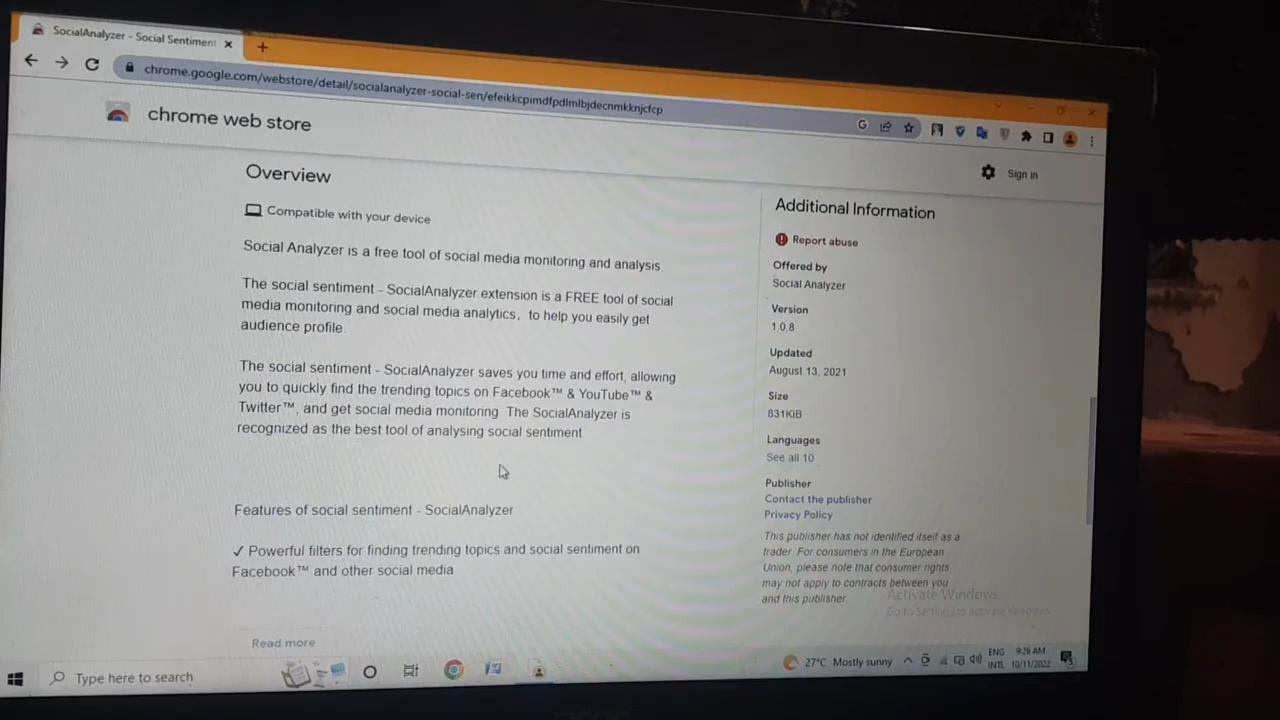 SocialAnalyzer - Social Sentiment
chrome.google.com/webstore/detail/socialanalyzer-social-sen/efeikkcpimdfpdlmlbjdecnmkknjcfcp
chrome web store
Sign in
Overview
Compatible with your device
Social Analyzer is a free tool of social media monitoring and analysis
The social sentiment - SocialAnalyzer extension is a FREE tool of social
media monitoring and social media analytics, to help you easily get
audience profile.
The social sentiment - SocialAnalyzer saves you time and effort, allowing
you to quickly find the trending topics on Facebook™ & YouTube™ &
Twitter™, and get social media monitoring. The SocialAnalyzer is
recognized as the best tool of analysing social sentiment
Features of social sentiment - SocialAnalyzer
✓ Powerful filters for finding trending topics and social sentiment on
Facebook™ and other social media
Read more
Additional Information
Report abuse
Offered by
Social Analyzer
Version
1.0.8
Updated
August 13, 2021
Size
831KiB
Languages
See all 10
Publisher
Contact the publisher
Privacy Policy
This publisher has not identified itself as a
trader. For consumers in the European
Union, please note that consumer rights
may not apply to contracts between you
and this publisher.
Activate Windows
Go to Settings to activate Windows.
Type here to search
27°C Mostly sunny
ENG
INTL
9:26 AM
10/11/2022